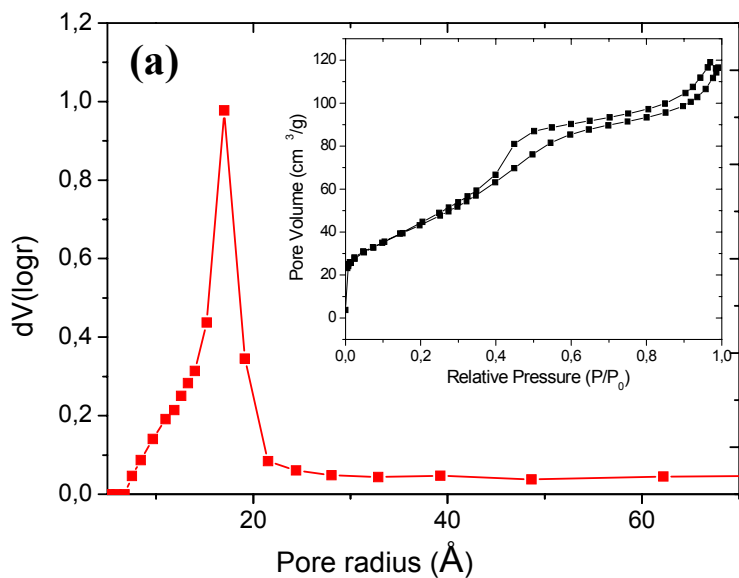 (a)
1,2
1,0
0,8
0,6
0,4
0,2
0,0
dV(logr)
20
40
60
Pore radius (Å)
120
100
80
60
40
20
0
Pore Volume (cm³/g)
0,0 0,2 0,4 0,6 0,8 1,0
Relative Pressure (P/P₀)